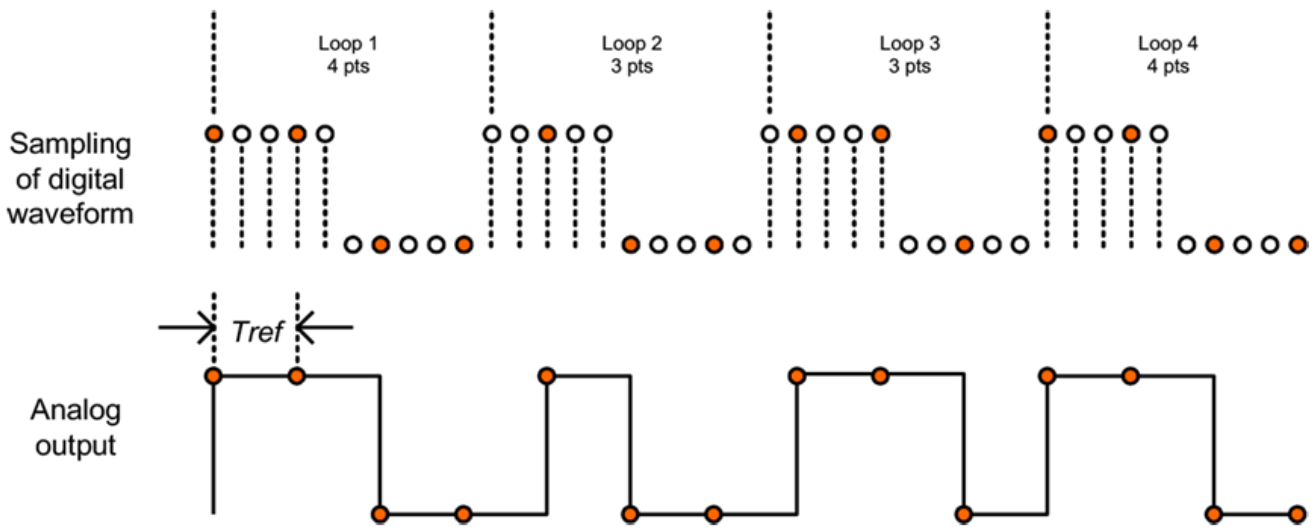 Loop 1
4 pts
Loop 2
3 pts
Loop 3
3 pts
Loop 4
4 pts
Sampling
of digital
waveform
Tref
Analog
output